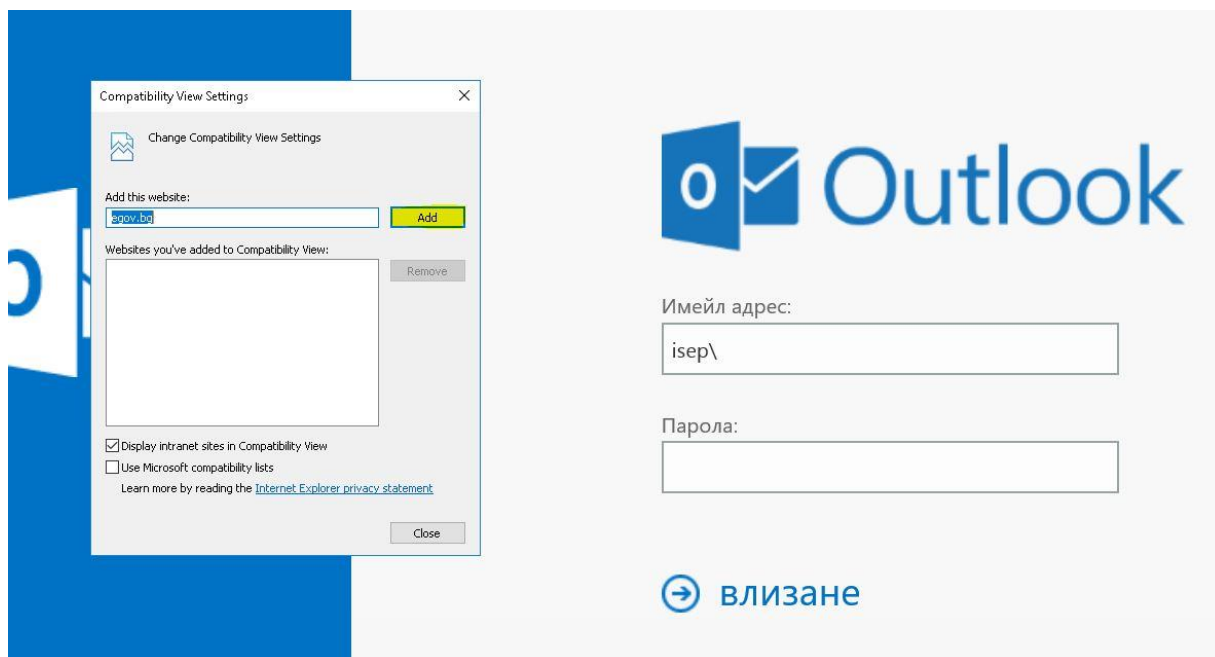 Compatibility View Settings
Change Compatibility View Settings
Add this website:
egov.bg
Add
Websites you've added to Compatibility View:
Remove
Display intranet sites in Compatibility View
Use Microsoft compatibility lists
Learn more by reading the Internet Explorer privacy statement
Close
Outlook
Имейл адрес:
isep\
Парола:
влизане